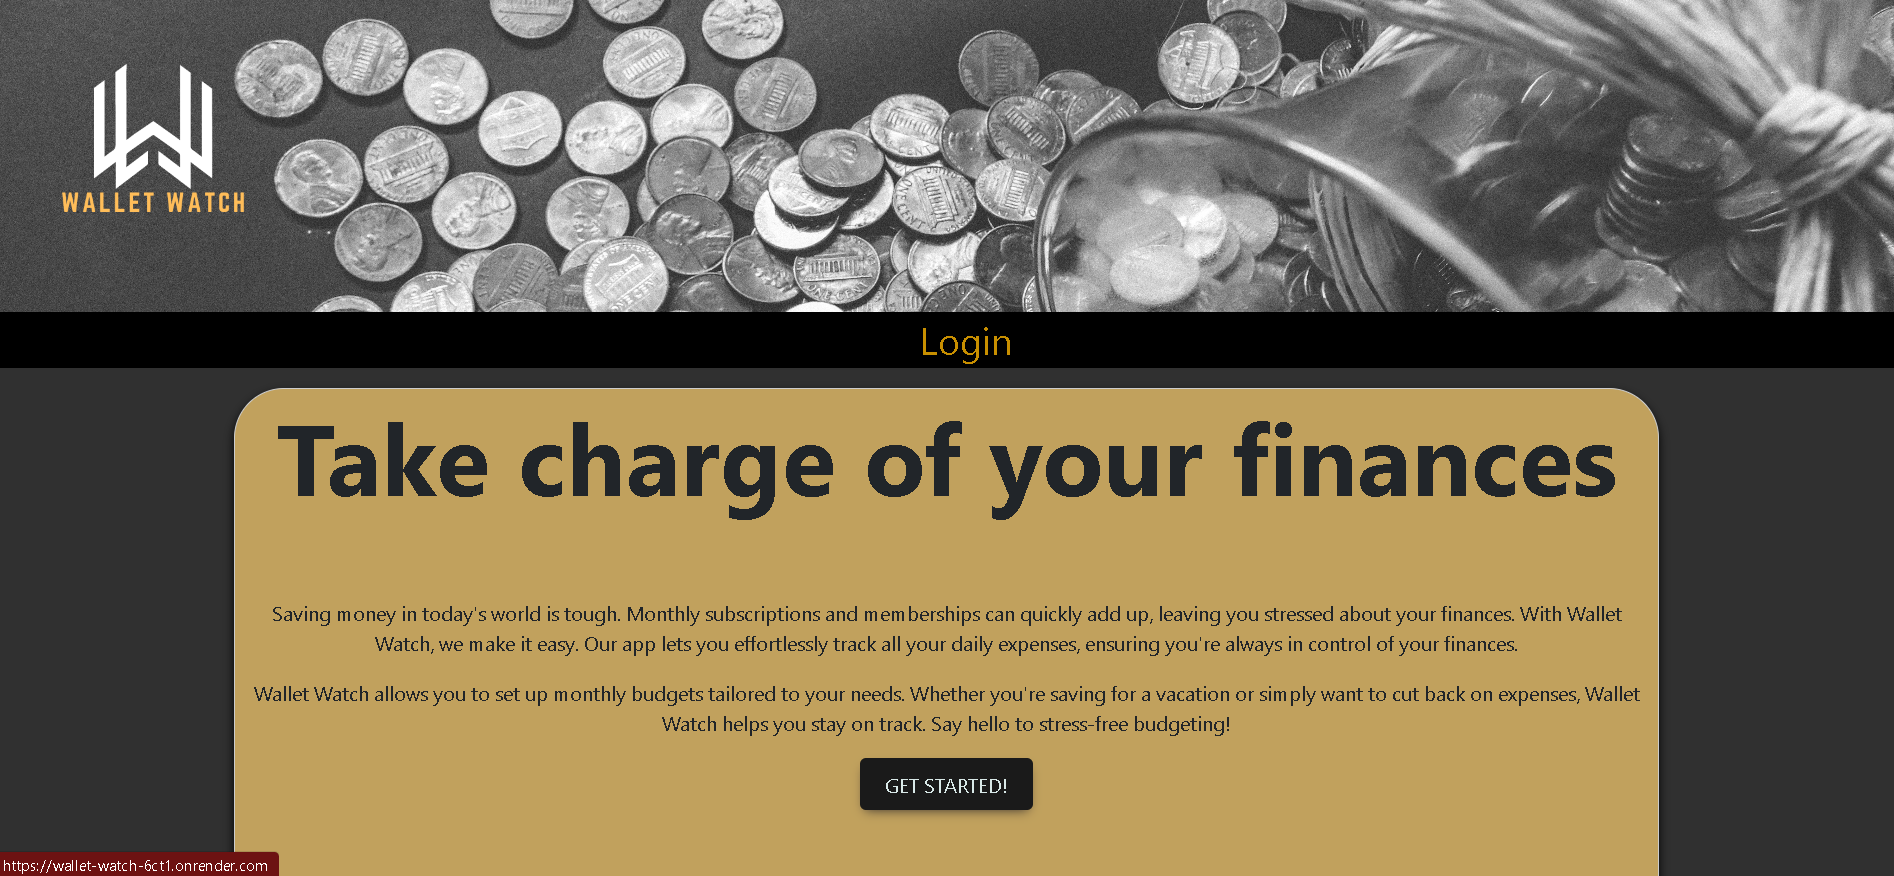 WALLET WATCH
Login
Take charge of your finances
Saving money in today's world is tough. Monthly subscriptions and memberships can quickly add up, leaving you stressed about your finances. With Wallet
Watch, we make it easy. Our app lets you effortlessly track all your daily expenses, ensuring you're always in control of your finances.
Wallet Watch allows you to set up monthly budgets tailored to your needs. Whether you're saving for a vacation or simply want to cut back on expenses, Wallet
Watch helps you stay on track. Say hello to stress-free budgeting!
GET STARTED!
https://wallet-watch-6ct1.onrender.com